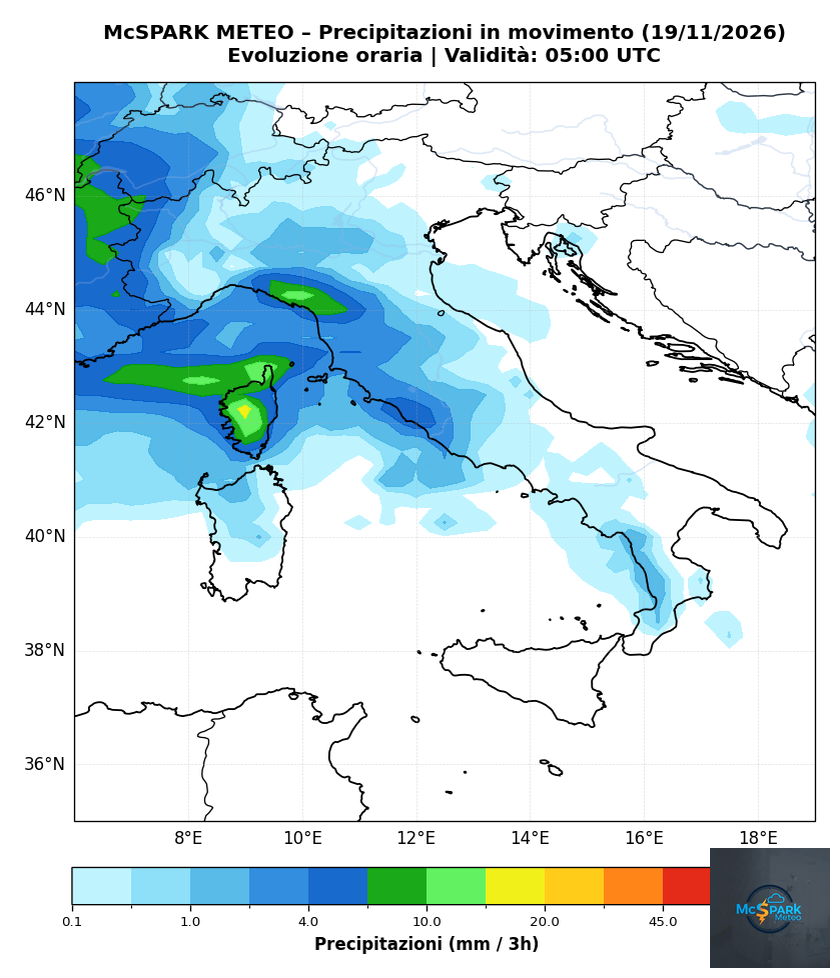 McSPARK METEO – Precipitazioni in movimento (19/11/2026)
Evoluzione oraria | Validità: 05:00 UTC
46°N
44°N
42°N
40°N
38°N
36°N
8°E 10°E 12°E 14°E 16°E 18°E
0.1 1.0 4.0 10.0 20.0 45.0
Precipitazioni (mm / 3h)
McSPARK
Meteo